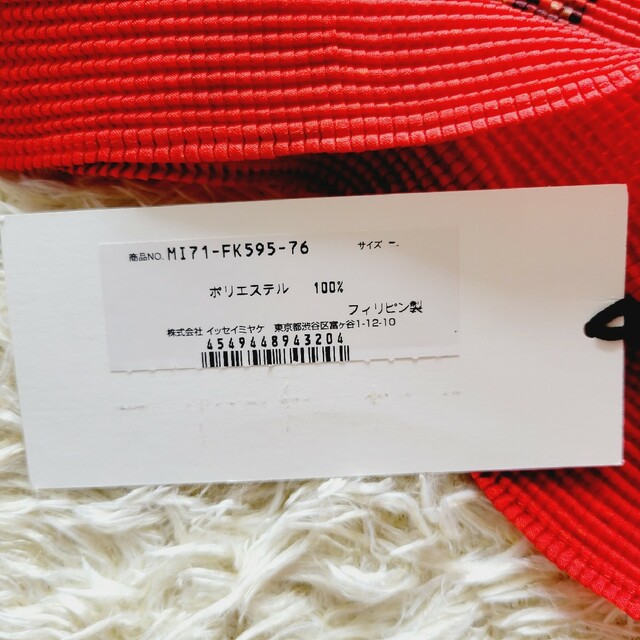 商品NO. MI71-FK595-76 サイズ -.
ポリエステル 100%
フィリピン製
株式会社 イッセイミヤケ 東京都渋谷区富ヶ谷1-12-10
4549448943204